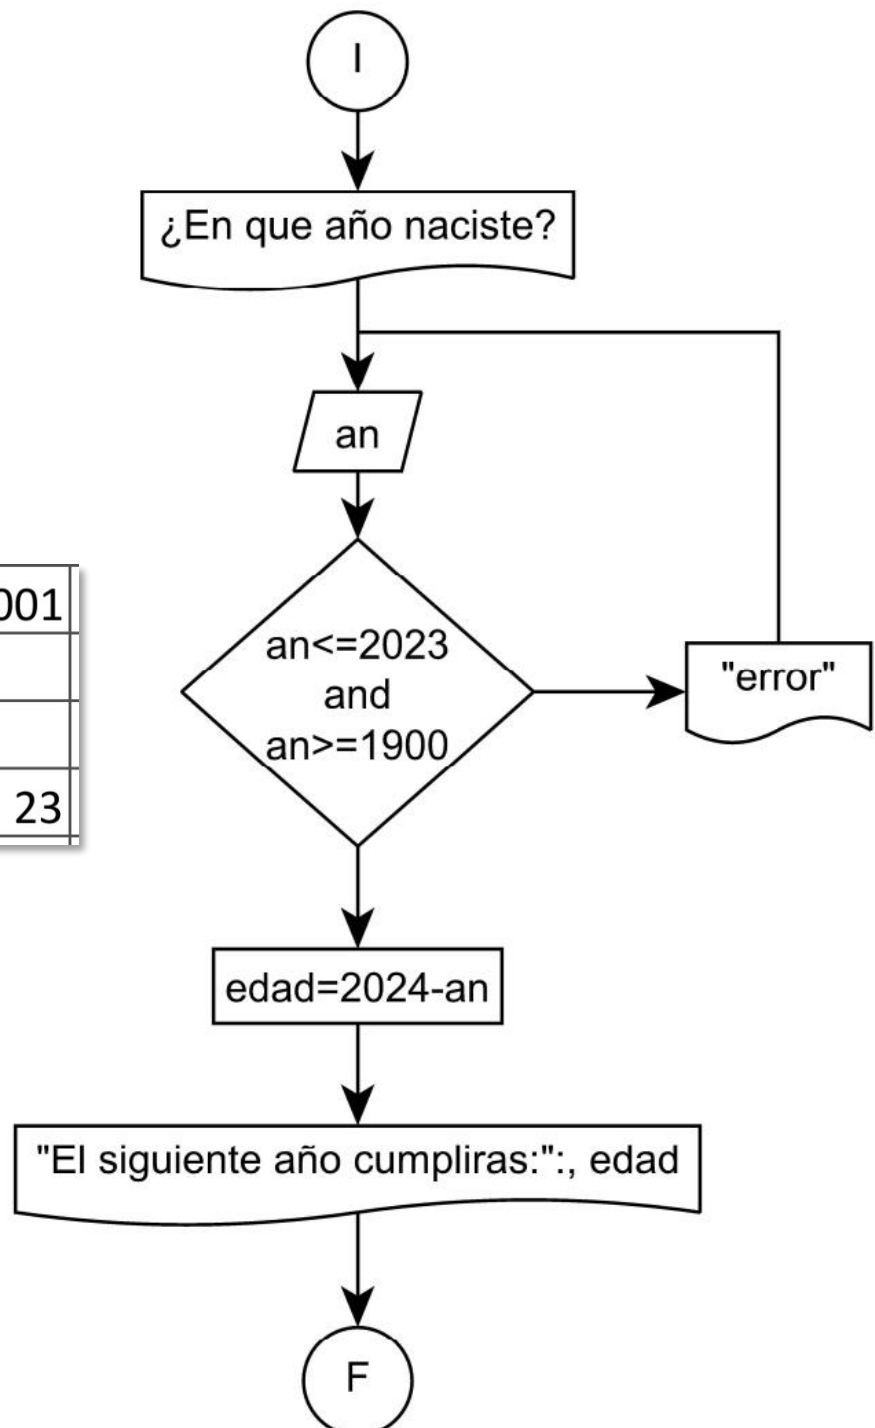 I
¿En que año naciste?
an
001
an<=2023
and
an>=1900
"error"
23
edad=2024-an
"El siguiente año cumpliras:":, edad
F